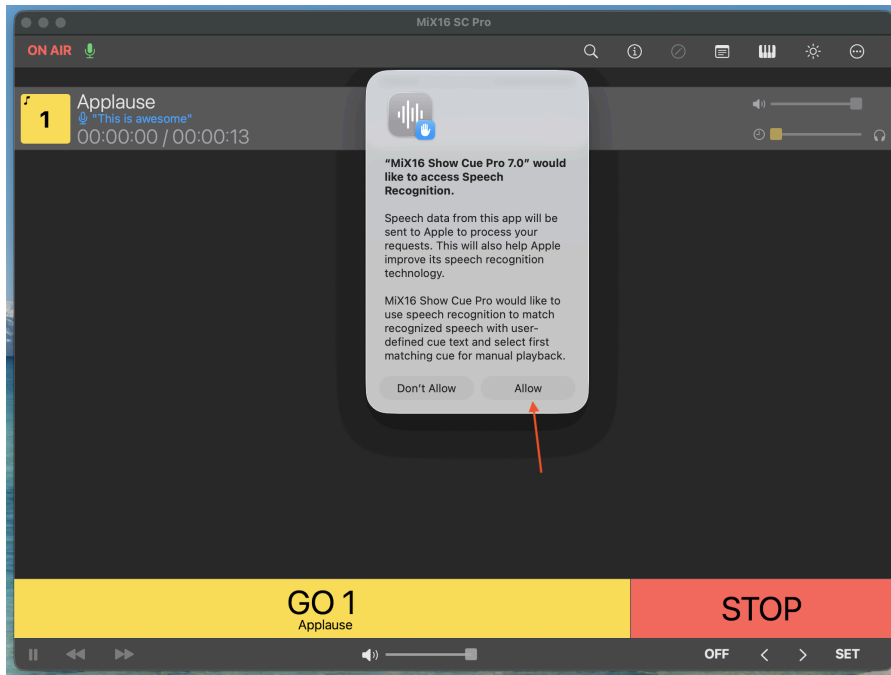 MiX16 SC Pro
ON AIR
1
Applause
"This is awesome"
00:00:00 / 00:00:13
"MiX16 Show Cue Pro 7.0" would
like to access Speech
Recognition.
Speech data from this app will be
sent to Apple to process your
requests. This will also help Apple
improve its speech recognition
technology.
MiX16 Show Cue Pro would like to
use speech recognition to match
recognized speech with user-
defined cue text and select first
matching cue for manual playback.
Don't Allow
Allow
GO 1
Applause
STOP
OFF
SET